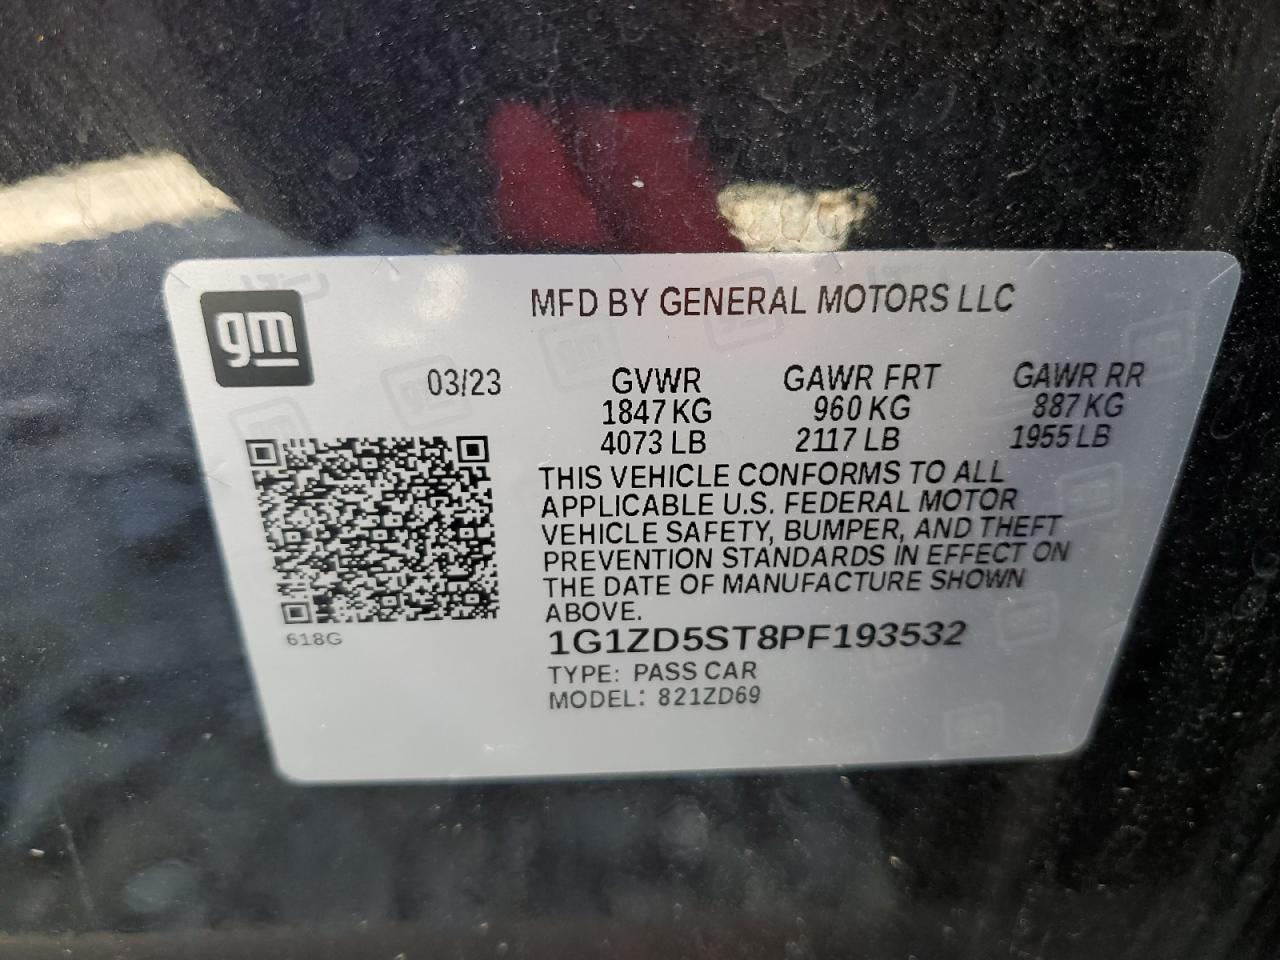 gm
MFD BY GENERAL MOTORS LLC
03/23 GVWR GAWR FRT GAWR RR
1847 KG 960 KG 887 KG
4073 LB 2117 LB 1955 LB
THIS VEHICLE CONFORMS TO ALL
APPLICABLE U.S. FEDERAL MOTOR
VEHICLE SAFETY, BUMPER, AND THEFT
PREVENTION STANDARDS IN EFFECT ON
THE DATE OF MANUFACTURE SHOWN
ABOVE.
618G
1G1ZD5ST8PF193532
TYPE: PASS CAR
MODEL: 821ZD69